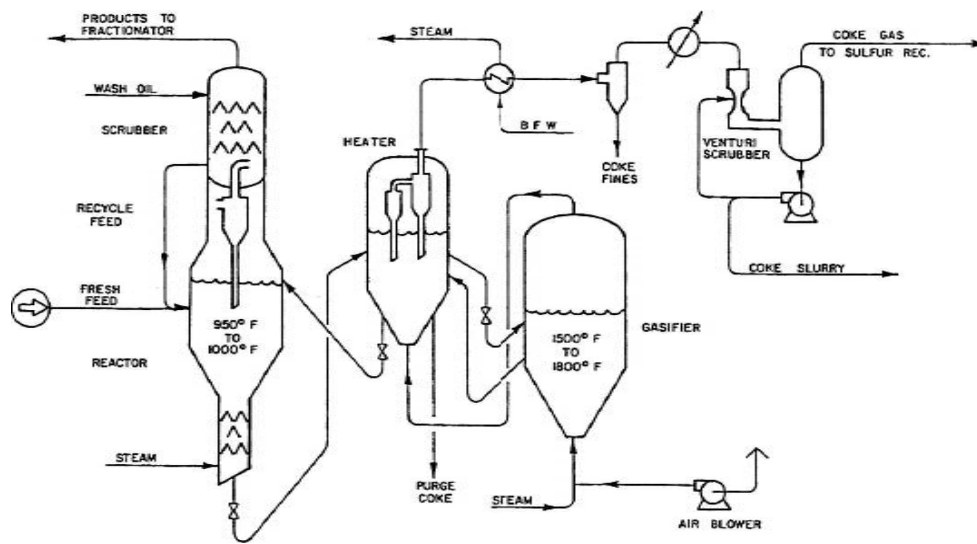 PRODUCTS TO
FRACTIONATOR
WASH OIL
SCRUBBER
RECYCLE
FEED
FRESH
FEED
REACTOR
950° F
TO
1000° F
STEAM
STEAM
HEATER
B F W
COKE
FINES
PURGE
COKE
STEAM
GASIFIER
1500° F
TO
1800° F
AIR BLOWER
VENTURI
SCRUBBER
COKE GAS
TO SULFUR REC.
COKE SLURRY